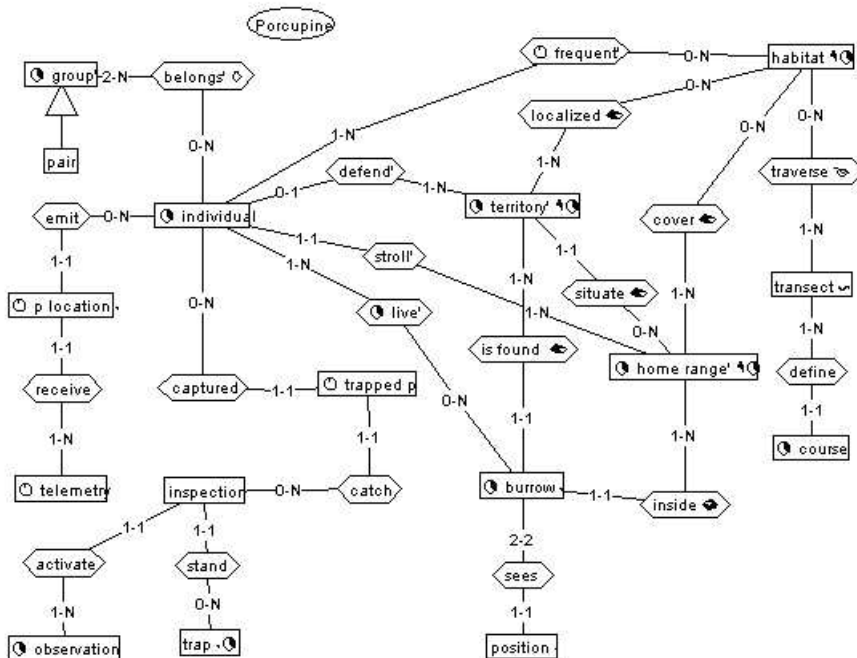 Porcupine
group' 2-N belongs'
frequent' 0-N habitat
0-N
localized
0-N
0-N
1-N
pair
0-N
1-N
defend'
traverse
emit 0-N individual 0-1 1-N territory'
cover
1-1
1-N
1-1
stroll'
1-N
1-1
1-N
0-N
1-N
situate
transect
p location
live'
1-N
1-N
1-N
1-1
is found
0-N
receive
captured 1-1 trapped p
home range'
define
1-N
1-1
0-N
1-1
1-N
1-1
course
telemetry
inspection 0-N catch
burrow 1-1 inside
1-1
1-1
2-2
activate
stand
sees
1-N
0-N
1-1
observation
trap
position